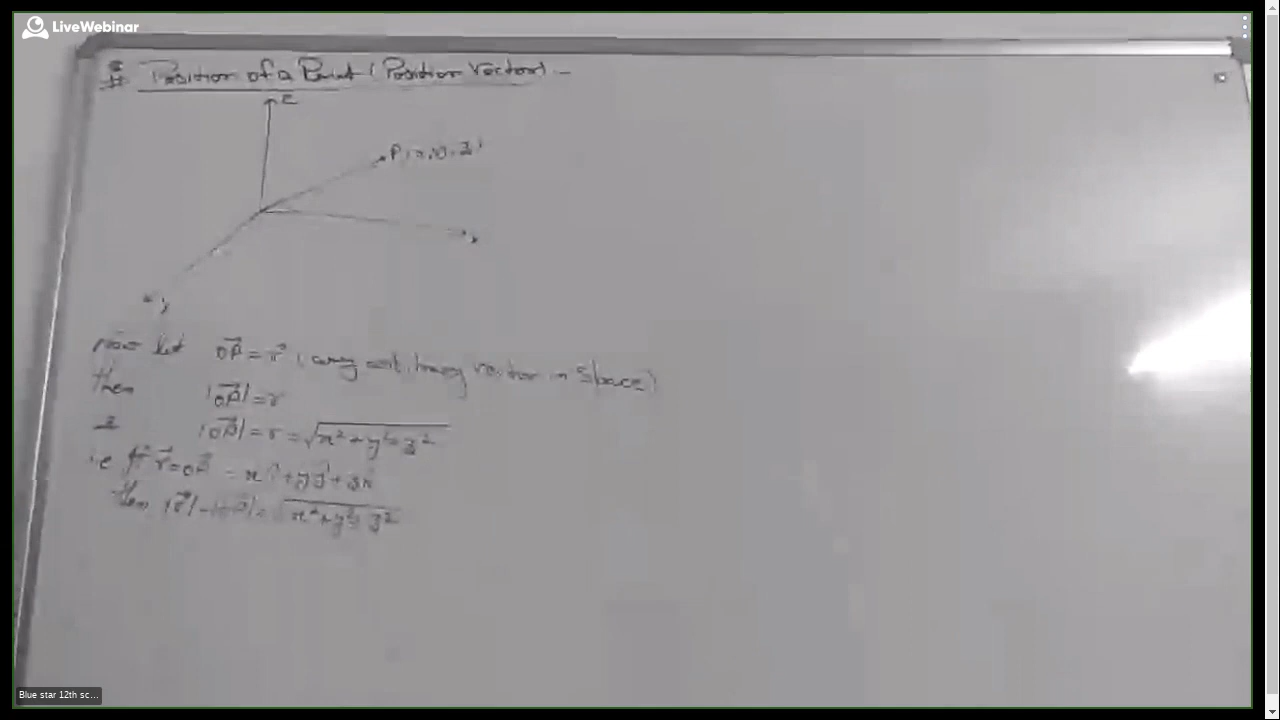 LiveWebinar
# Position of a Point (Position Vector) -
z
P(x, y, z)
x
y
now let OP⃗ = r⃗ (any arbitrary vector in space)
then |OP⃗| = r
& |OP⃗| = r = √x² + y² + z²
i.e if r⃗ = OP⃗ = xî + yĵ + zk̂
then |r⃗| = |OP⃗| = √x² + y² + z²
Blue star 12th sc...